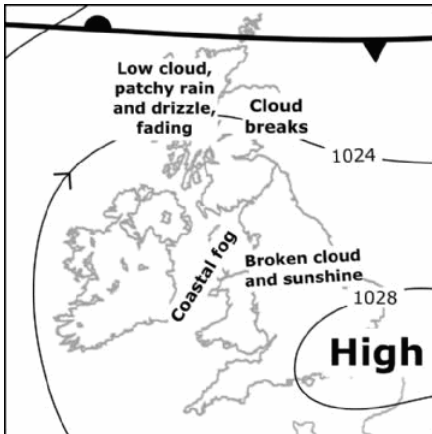 Low cloud,
patchy rain
and drizzle,
fading
Cloud
breaks
1024
Coastal fog
Broken cloud
and sunshine
1028
High